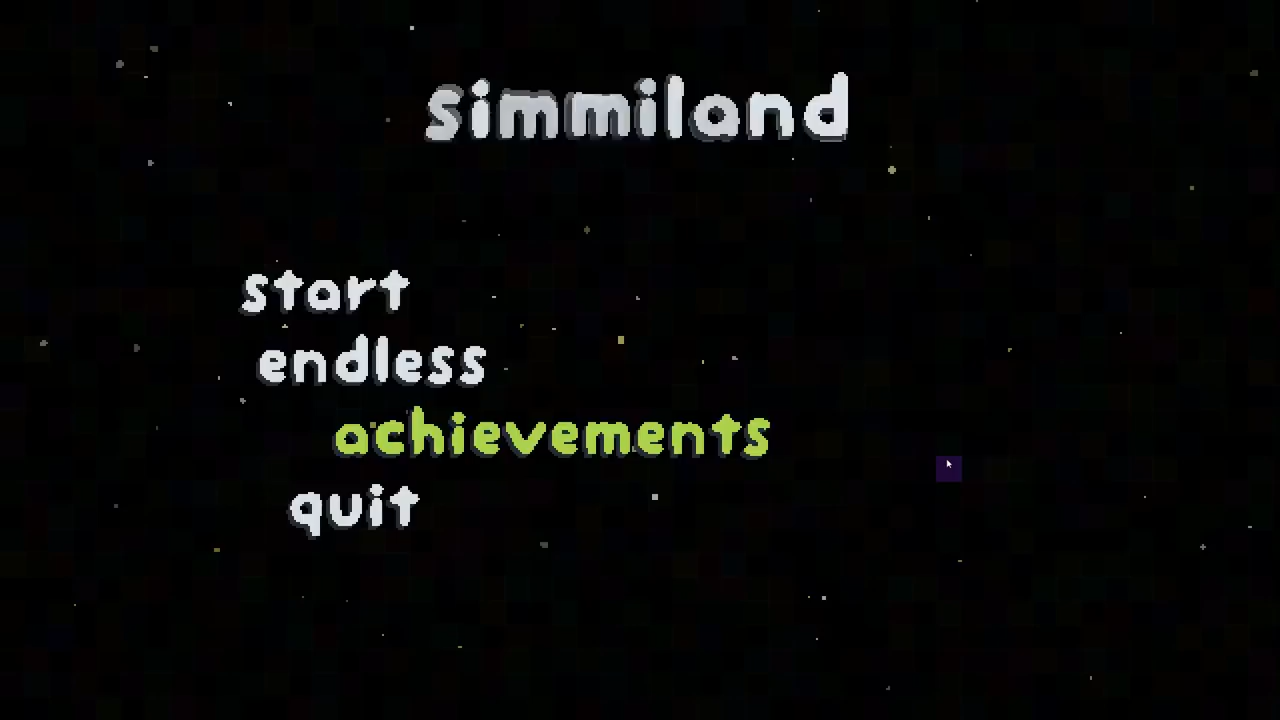 simmiland
start
endless
achievements
quit